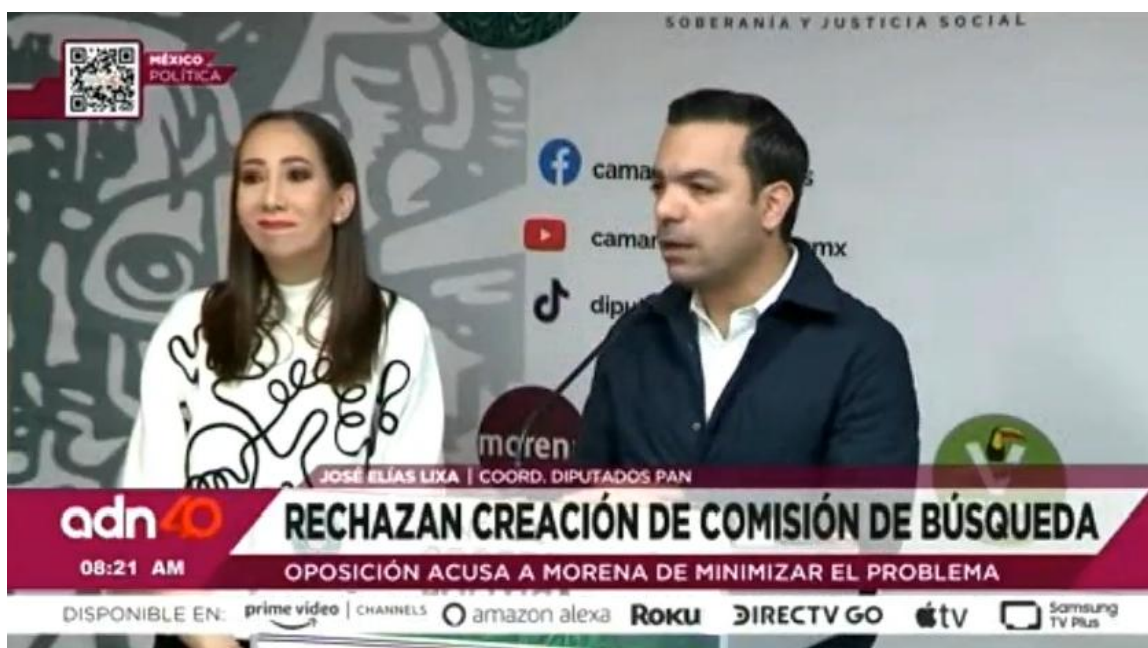 SOBERANÍA Y JUSTICIA SOCIAL
MÉXICO
POLÍTICA
JOSÉ ELÍAS LIXA | COORD. DIPUTADOS PAN
adn40
RECHAZAN CREACIÓN DE COMISIÓN DE BÚSQUEDA
08:21 AM
OPOSICIÓN ACUSA A MORENA DE MINIMIZAR EL PROBLEMA
DISPONIBLE EN: prime video | CHANNELS amazon alexa Roku DIRECTV GO tv Samsung TV Plus